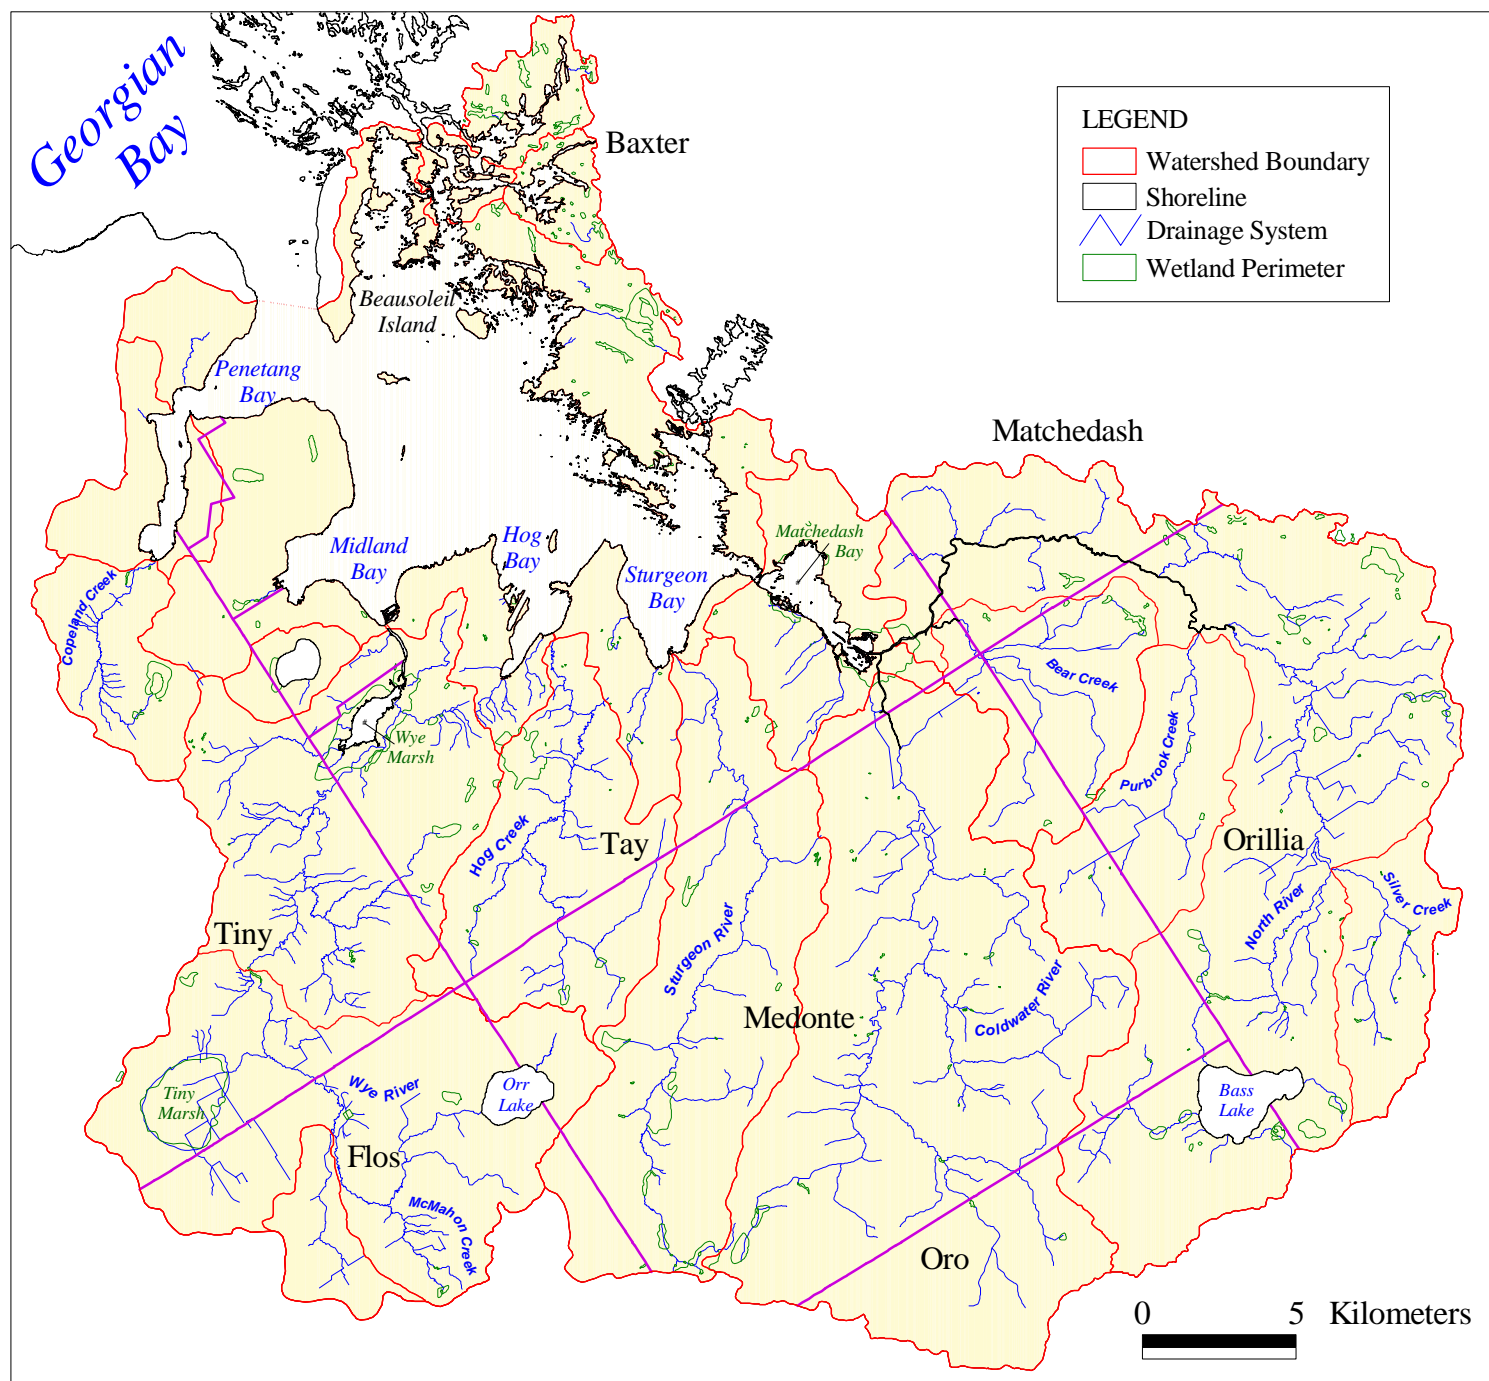 Georgian
Bay
Baxter
LEGEND
Watershed Boundary
Shoreline
Drainage System
Wetland Perimeter
Beausoleil
Island
Penetang
Bay
Matchedash
Midland
Bay
Hog
Bay
Sturgeon
Bay
Matchedash
Bay
Copeland Creek
Bear Creek
Purbrook Creek
Wye
Marsh
Hog Creek
Tay
Orillia
Silver Creek
North River
Tiny
Sturgeon River
Medonte
Coldwater River
Tiny
Marsh
Wye River
Orr
Lake
Bass
Lake
Flos
McMahon Creek
Oro
0 5 Kilometers